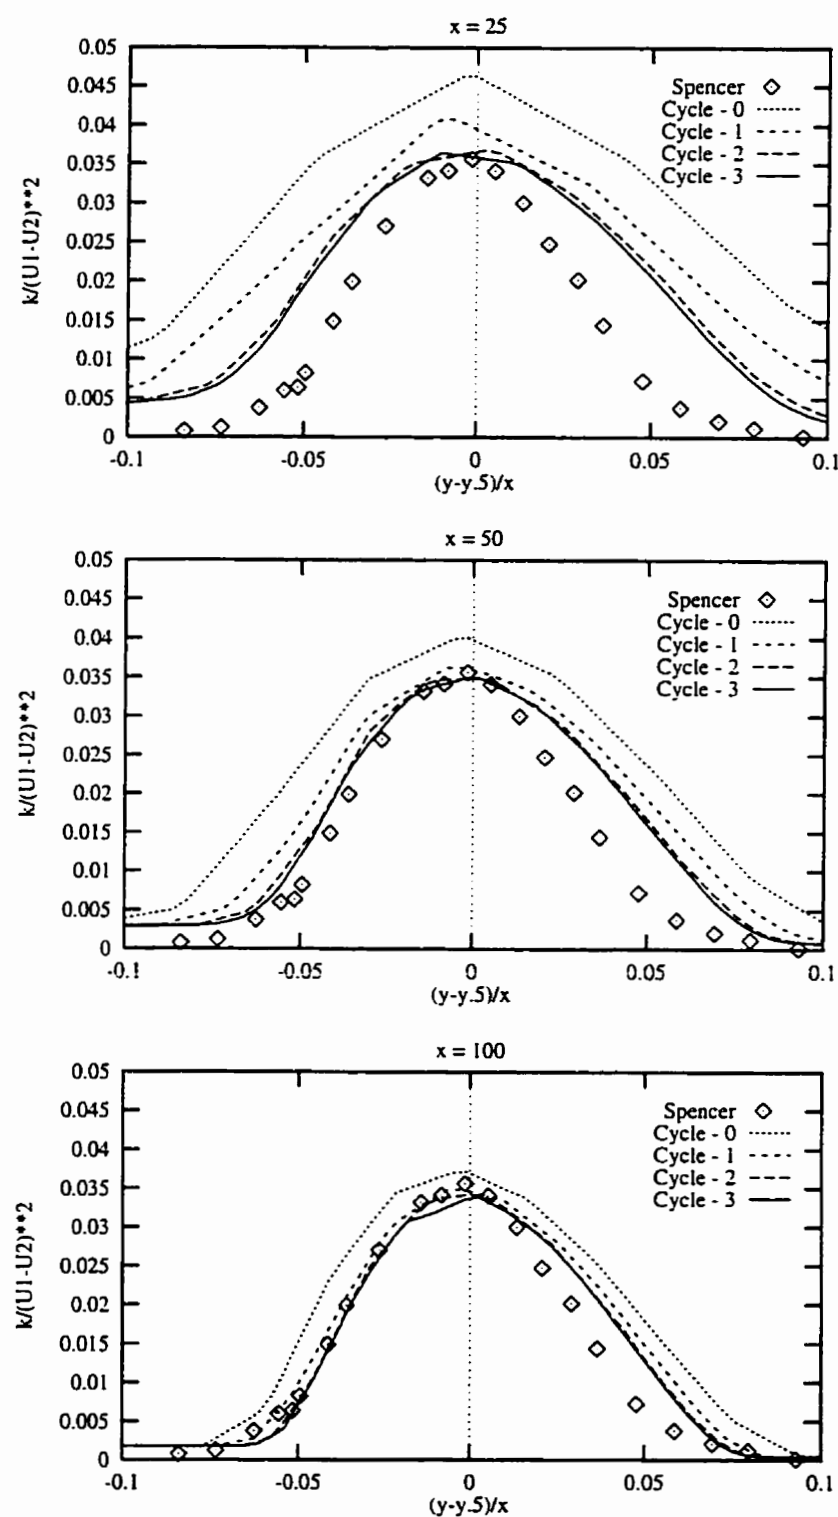 x = 25
0.05
0.045
0.04
0.035
0.03
0.025
0.02
0.015
0.01
0.005
0
k/(U1-U2)**2
Spencer
Cycle - 0
Cycle - 1
Cycle - 2
Cycle - 3
-0.1
-0.05
0
0.05
0.1
(y-y.5)/x
x = 50
0.05
0.045
0.04
0.035
0.03
0.025
0.02
0.015
0.01
0.005
0
k/(U1-U2)**2
Spencer
Cycle - 0
Cycle - 1
Cycle - 2
Cycle - 3
-0.1
-0.05
0
0.05
0.1
(y-y.5)/x
x = 100
0.05
0.045
0.04
0.035
0.03
0.025
0.02
0.015
0.01
0.005
0
k/(U1-U2)**2
Spencer
Cycle - 0
Cycle - 1
Cycle - 2
Cycle - 3
-0.1
-0.05
0
0.05
0.1
(y-y.5)/x